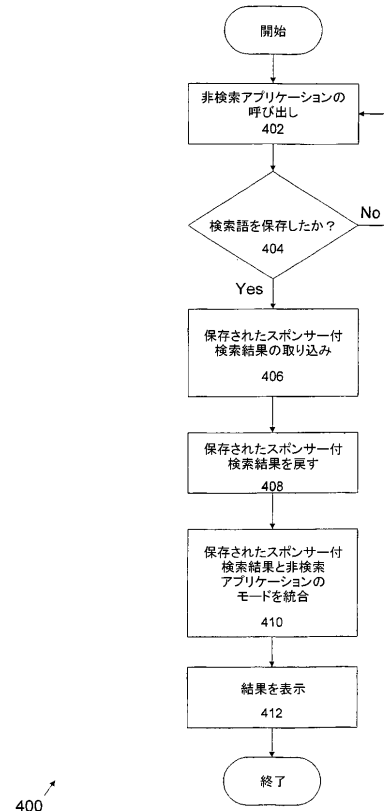 開始
非検索アプリケーションの
呼び出し
402
検索語を保存したか？
404
No
Yes
保存されたスポンサー付
検索結果の取り込み
406
保存されたスポンサー付
検索結果を戻す
408
保存されたスポンサー付
検索結果と非検索
アプリケーションの
モードを統合
410
結果を表示
412
終了
400